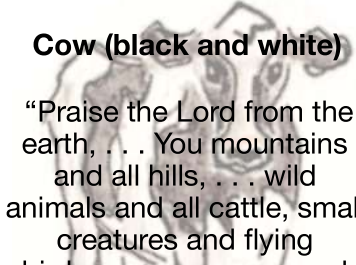 Cow (black and white)
“Praise the Lord from the
earth, . . . You mountains
and all hills, . . . wild
animals and all cattle, small
creatures and flying